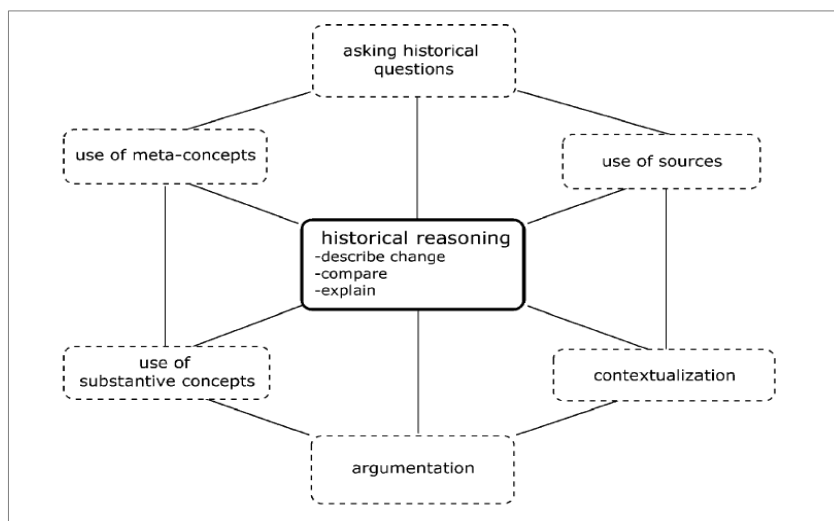 asking historical
questions
use of meta-concepts
use of sources
historical reasoning
-describe change
-compare
-explain
use of
substantive concepts
contextualization
argumentation